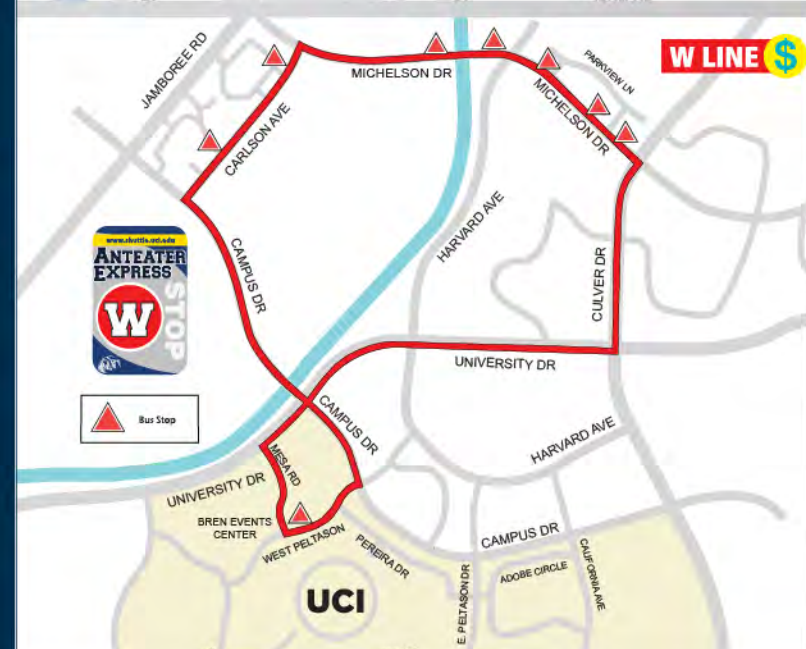 W LINE $
JAMBOREE RD
MICHELSON DR
PARKVIEW LN
MICHELSON DR
CARLSON AVE
HARVARD AVE
www.shuttle.uci.edu
ANTEATER
EXPRESS
W
STOP
CAMPUS DR
CULVER DR
UNIVERSITY DR
Bus Stop
CAMPUS DR
HARVARD AVE
MESA RD
UNIVERSITY DR
BREN EVENTS
CENTER
WEST PELTASON
PEREIRA DR
CAMPUS DR
CALIFORNIA AVE
ADOBE CIRCLE
E. PELTASON DR
UCI